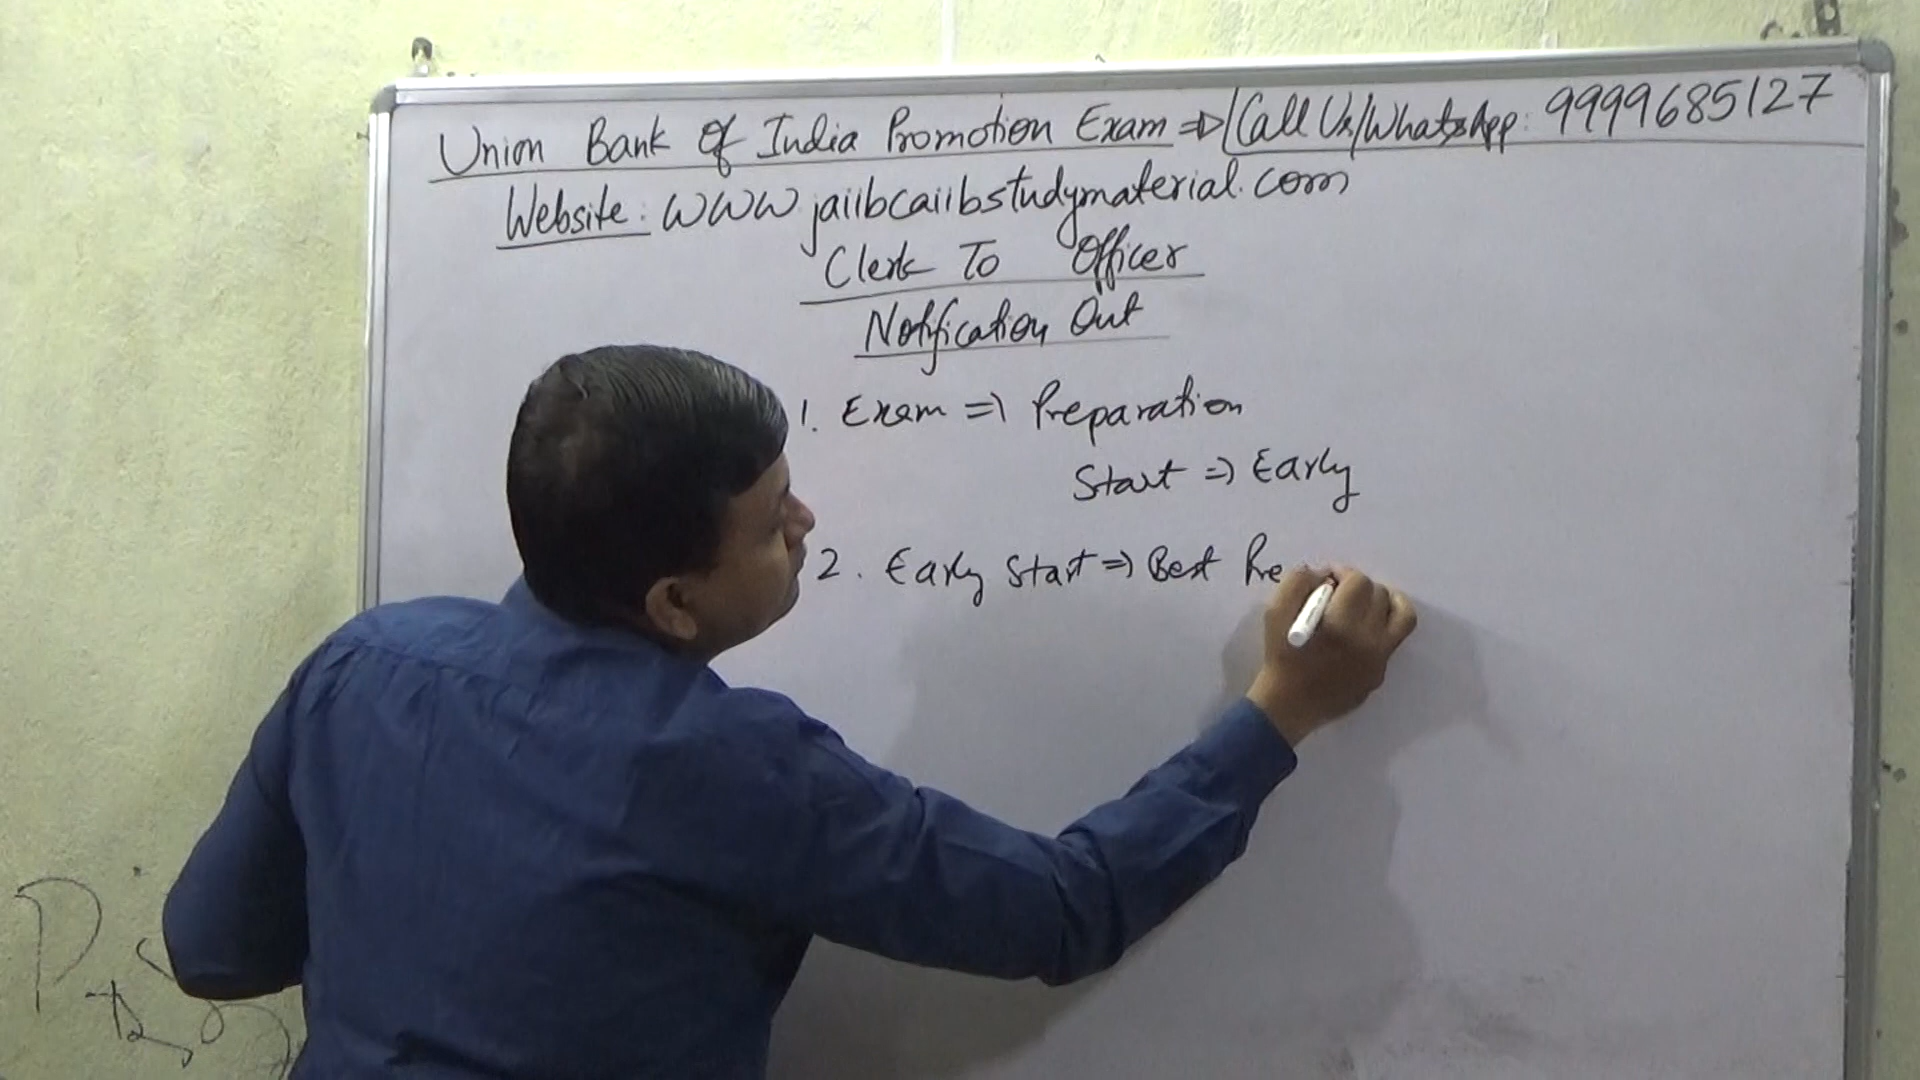 Union Bank Of India Promotion Exam => Call Us/WhatsApp: 9999685127
Website: WWW jaiibcaiibstudymaterial.com
Clerk To Officer
Notification Out
1. Exam => Preparation
Start => Early
2. Early Start => Best Pre